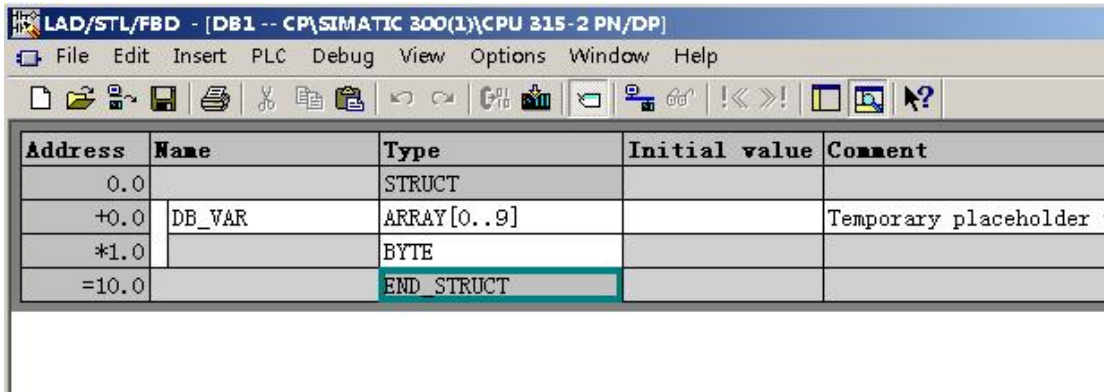 LAD/STL/FBD - [DB1 -- CP\SIMATIC 300(1)\CPU 315-2 PN/DP]
File Edit Insert PLC Debug View Options Window Help
Address Name Type Initial value Comment
0.0 STRUCT
+0.0 DB_VAR ARRAY[0..9] Temporary placeholder
*1.0 BYTE
=10.0 END_STRUCT